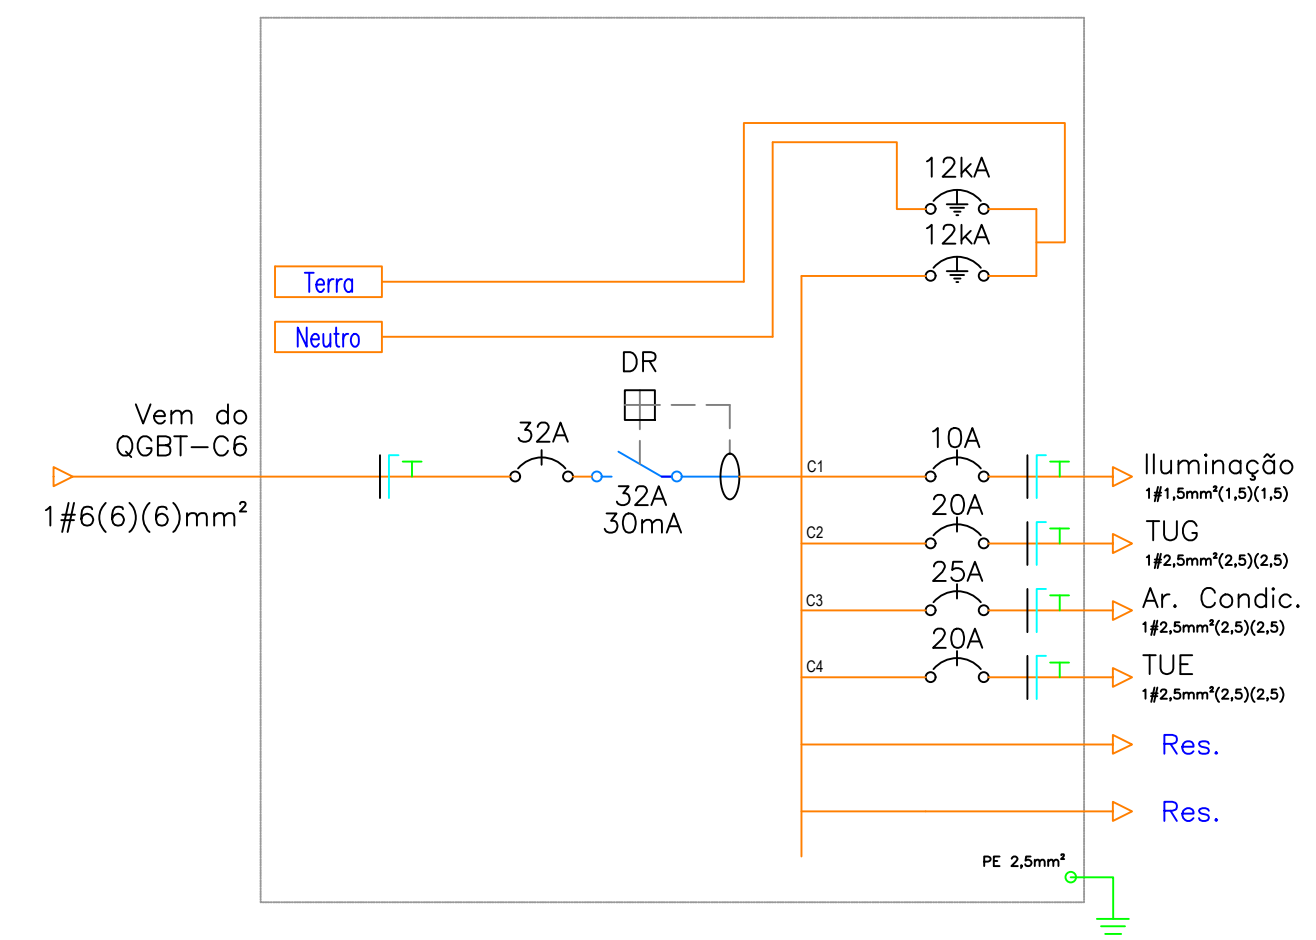 12kA
12kA
Terra
Neutro
DR
Vem do
QGBT-C6
1#6(6)(6)mm²
32A
32A
30mA
C1
10A
Iluminação
1#1,5mm²(1,5)(1,5)
C2
20A
TUG
1#2,5mm²(2,5)(2,5)
C3
25A
Ar. Condic.
1#2,5mm²(2,5)(2,5)
C4
20A
TUE
1#2,5mm²(2,5)(2,5)
Res.
Res.
PE 2,5mm²